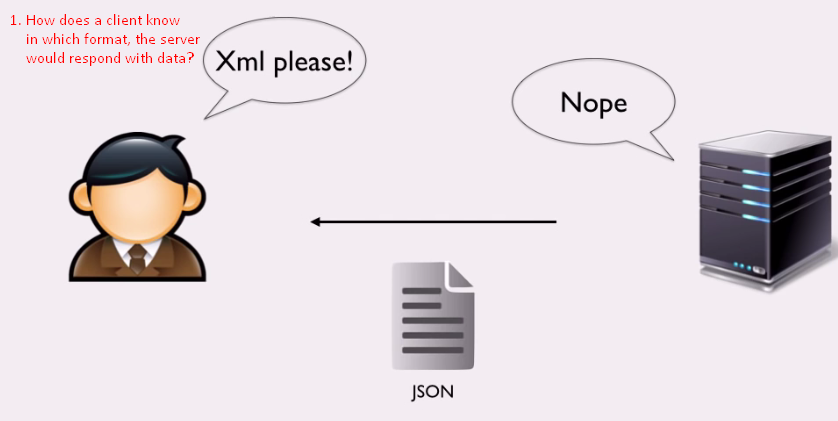 1. How does a client know
in which format, the server
would respond with data?
Xml please!
Nope
JSON